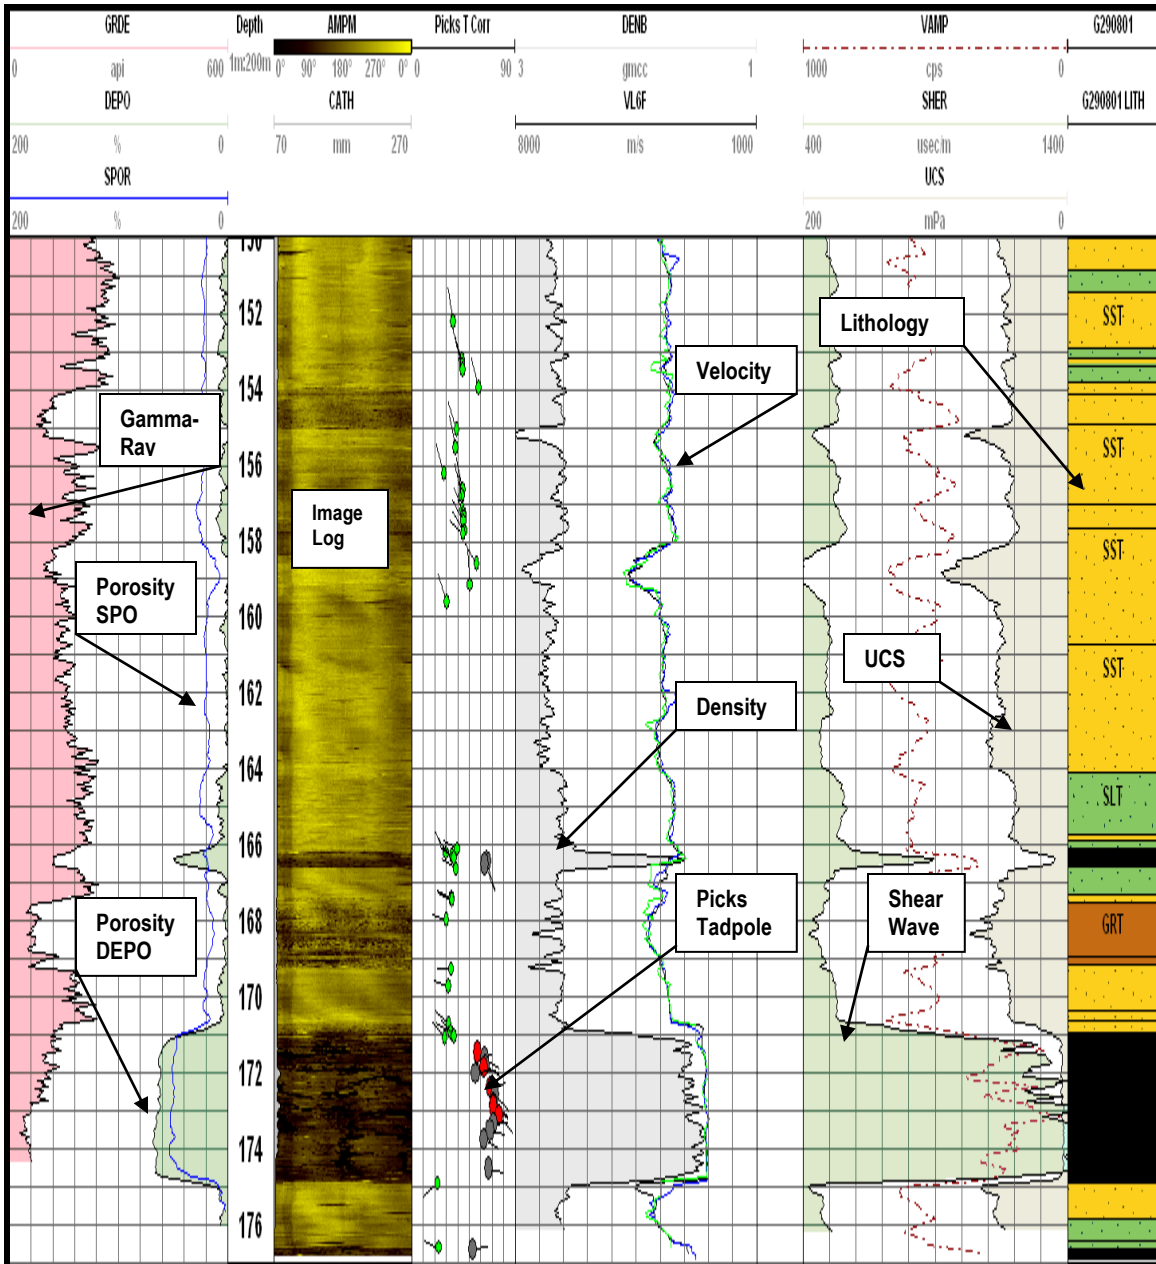 GRDE Depth AMPM Picks T Corr DENB VAMP G290801
0 api 600 1m:200m 0° 90° 180° 270° 0° 0 90 3 gmcc 1 1000 cps 0
DEPO CATH VL6F SHER G290801 LITH
200 % 0 70 mm 270 8000 m/s 1000 400 usec/m 1400
SPOR UCS
200 % 0 200 mPa 0
150
152
154
156
158
160
162
164
166
168
170
172
174
176
Gamma-
Ray
Porosity
SPO
Porosity
DEPO
Image
Log
Velocity
Density
Picks
Tadpole
Lithology
UCS
Shear
Wave
SST
SST
SST
SST
SLT
GRT